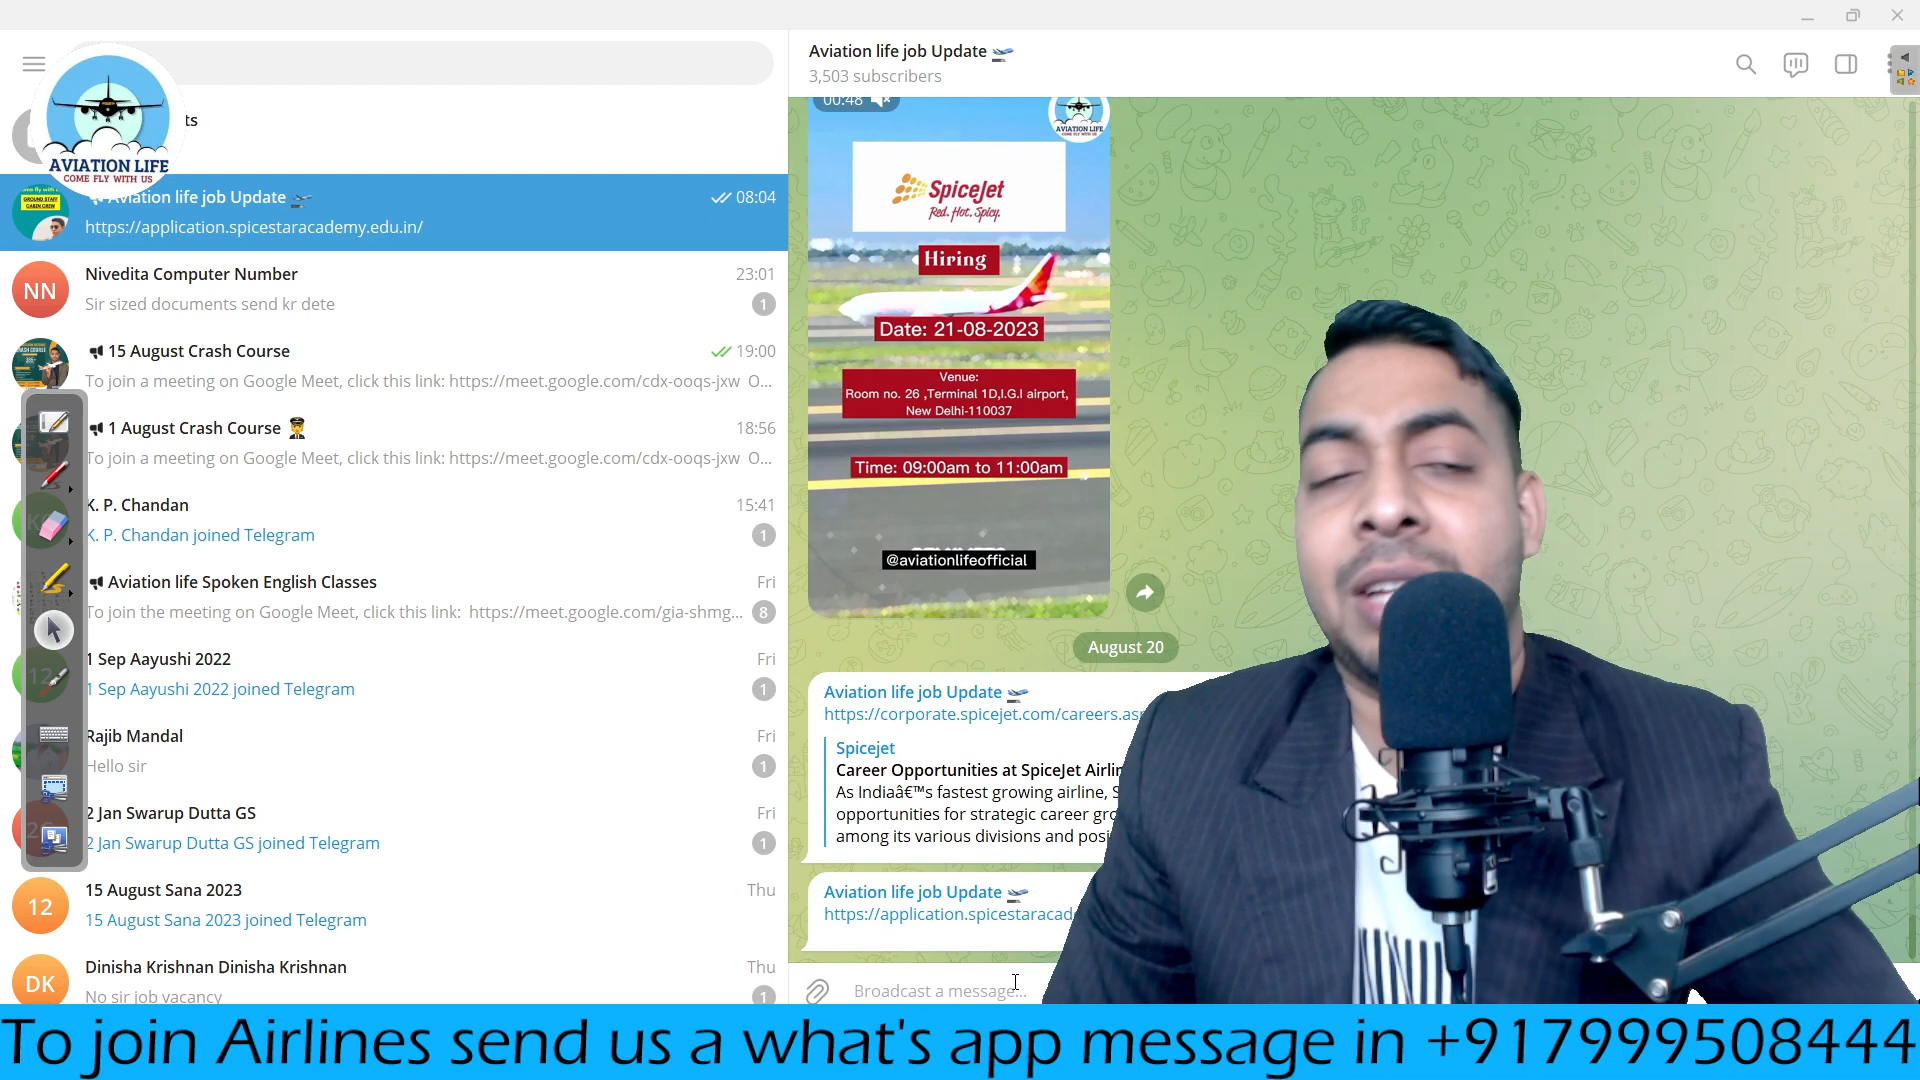 AVIATION LIFE
COME FLY WITH US
ts
Aviation life job Update
08:04
https://application.spicestaracademy.edu.in/
GROUND STAFF
CABIN CREW
NN
Nivedita Computer Number
23:01
Sir sized documents send kr dete
1
15 August Crash Course
19:00
To join a meeting on Google Meet, click this link: https://meet.google.com/cdx-ooqs-jxw O...
1 August Crash Course
18:56
To join a meeting on Google Meet, click this link: https://meet.google.com/cdx-ooqs-jxw O...
K. P. Chandan
15:41
K. P. Chandan joined Telegram
1
Aviation life Spoken English Classes
Fri
To join the meeting on Google Meet, click this link: https://meet.google.com/gia-shmg...
8
1 Sep Aayushi 2022
Fri
1 Sep Aayushi 2022 joined Telegram
1
Rajib Mandal
Fri
Hello sir
1
2 Jan Swarup Dutta GS
Fri
2 Jan Swarup Dutta GS joined Telegram
1
12
15 August Sana 2023
Thu
15 August Sana 2023 joined Telegram
DK
Dinisha Krishnan Dinisha Krishnan
Thu
No sir job vacancy
1
Aviation life job Update
3,503 subscribers
00:48
AVIATION LIFE
SpiceJet
Red. Hot. Spicy.
Hiring
Date: 21-08-2023
Venue:
Room no. 26 ,Terminal 1D,I.G.I airport,
New Delhi-110037
Time: 09:00am to 11:00am
@aviationlifeofficial
August 20
Aviation life job Update
https://corporate.spicejet.com/careers.asp
Spicejet
Career Opportunities at SpiceJet Airlin
As Indiaâ€™s fastest growing airline, S
opportunities for strategic career gro
among its various divisions and posi
Aviation life job Update
https://application.spicestaracade
Broadcast a message...
To join Airlines send us a what's app message in +917999508444